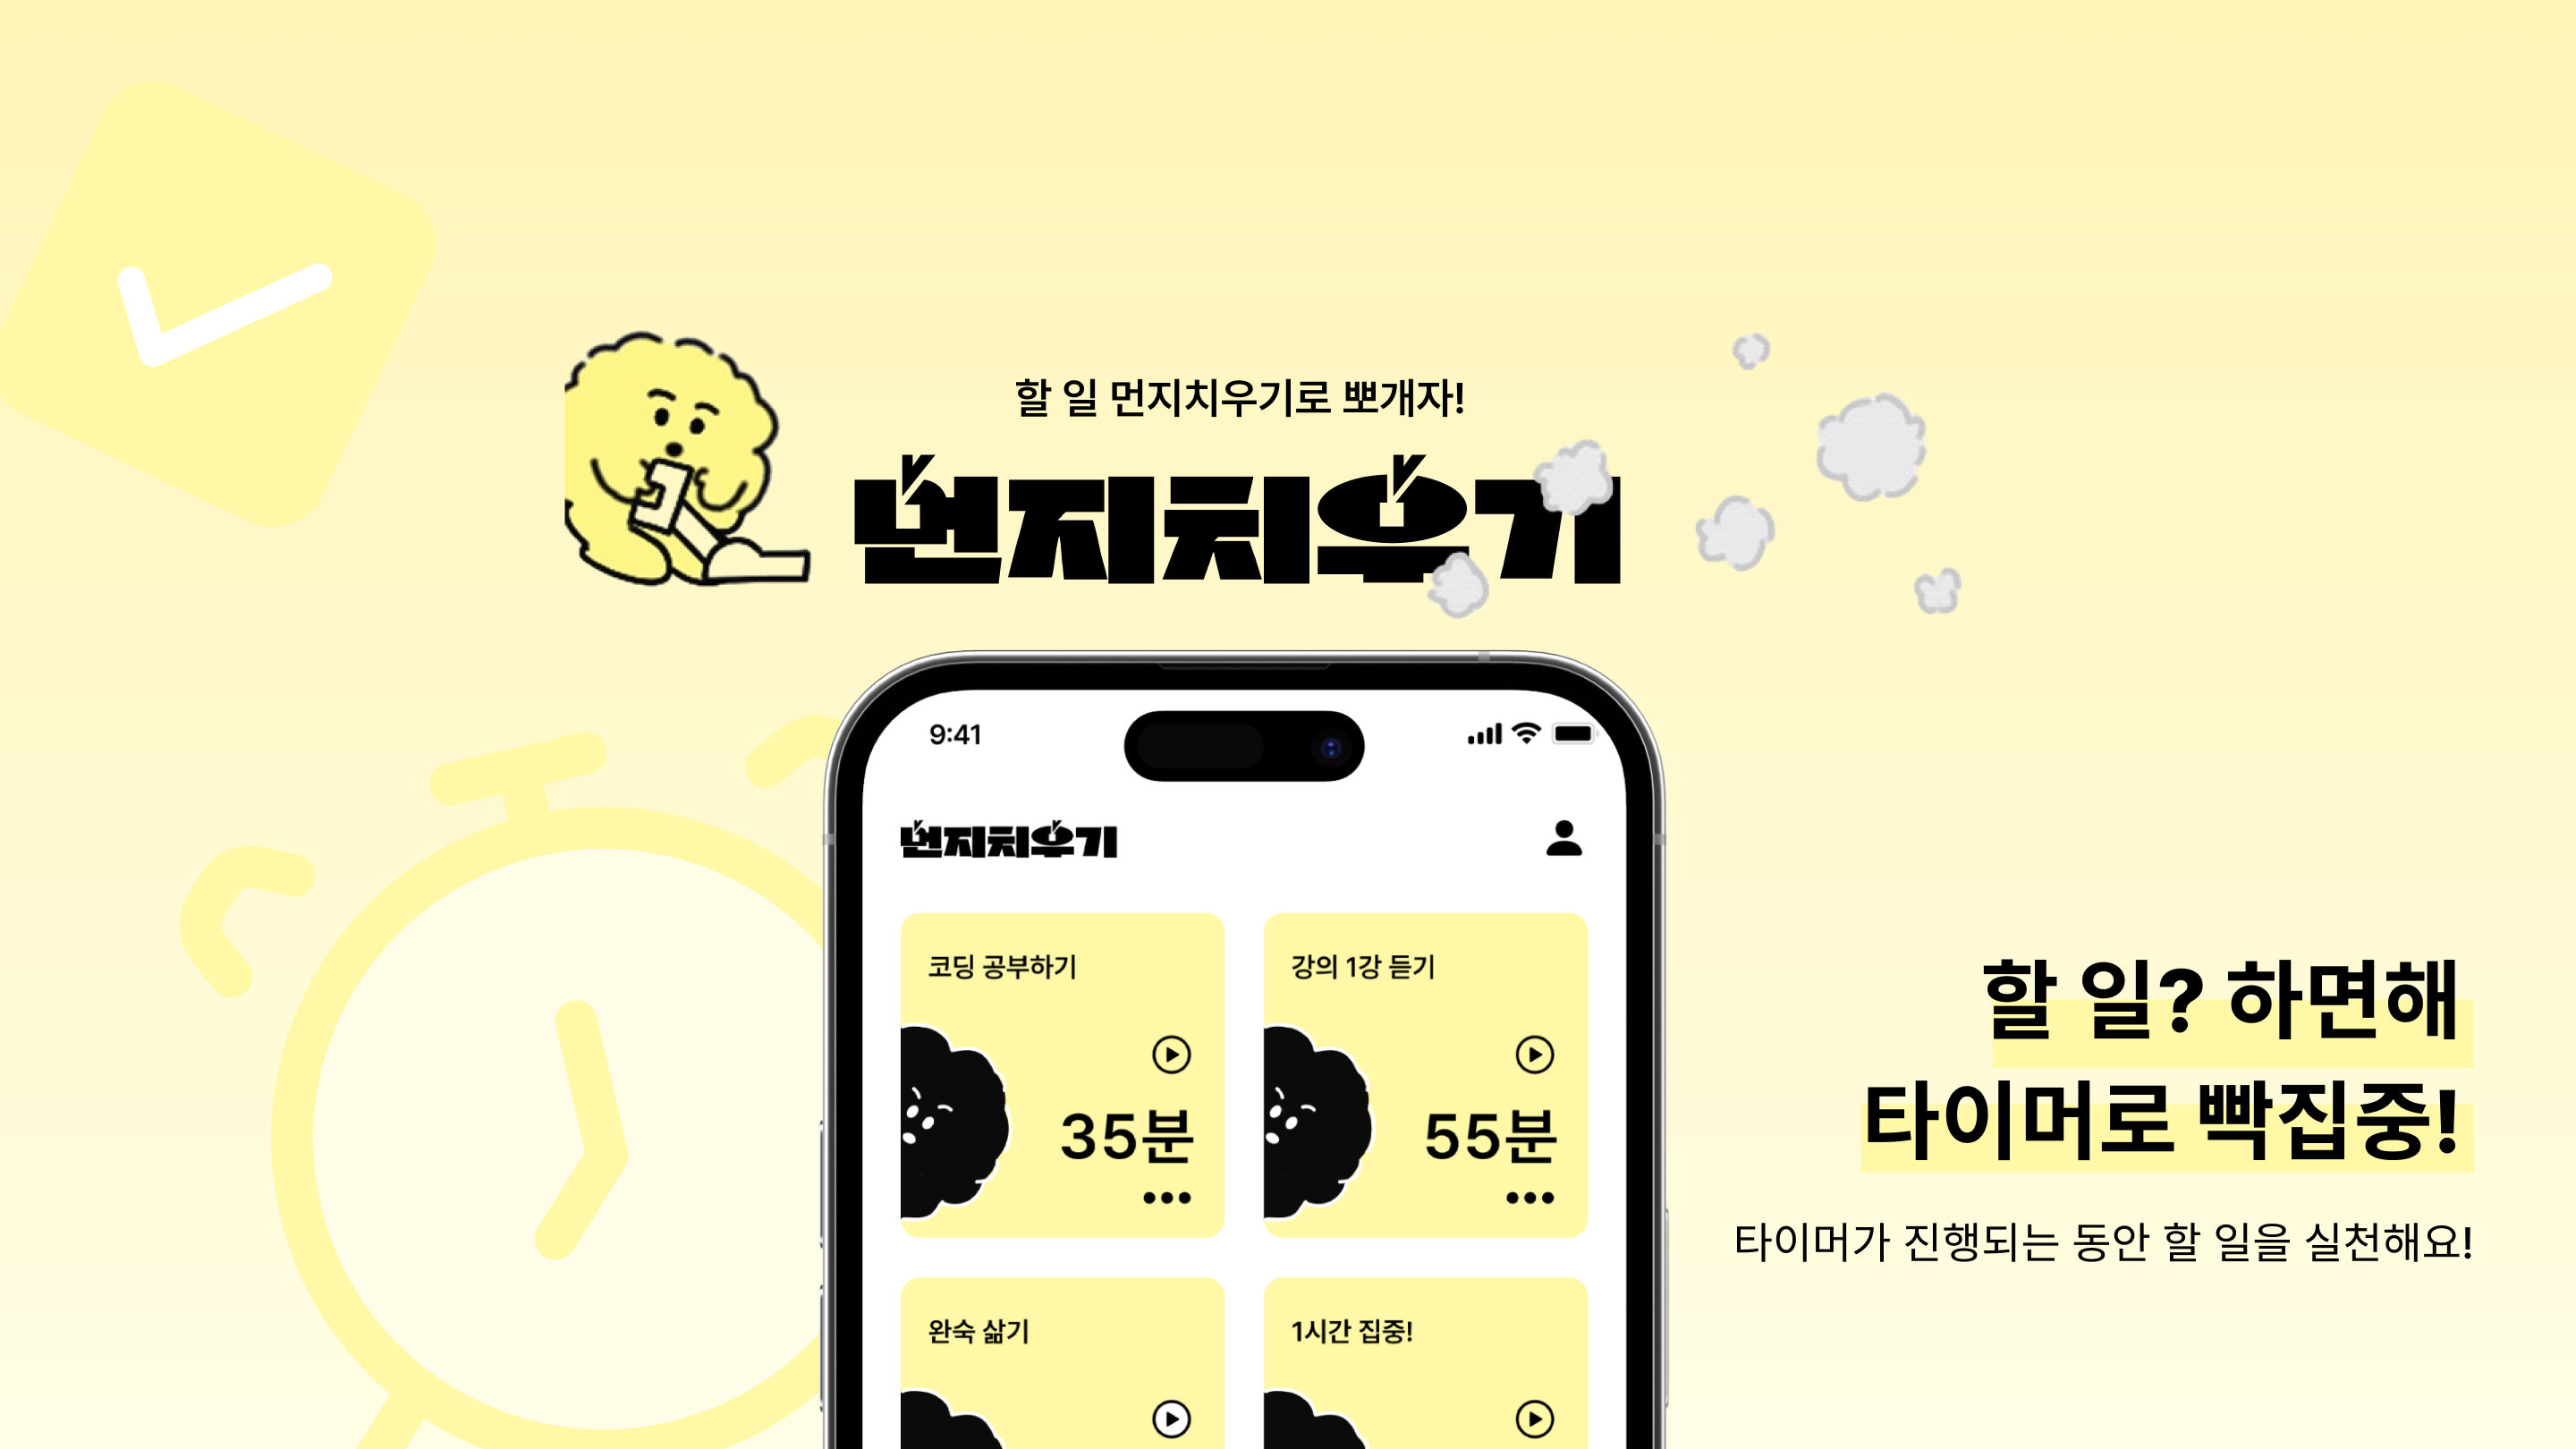 할 일 먼지치우기로 뽀개자!
먼지치우기
9:41
먼지치우기
코딩 공부하기
35분
강의 1강 듣기
55분
완숙 삶기
1시간 집중!
할 일? 하면해
타이머로 빡집중!
타이머가 진행되는 동안 할 일을 실천해요!